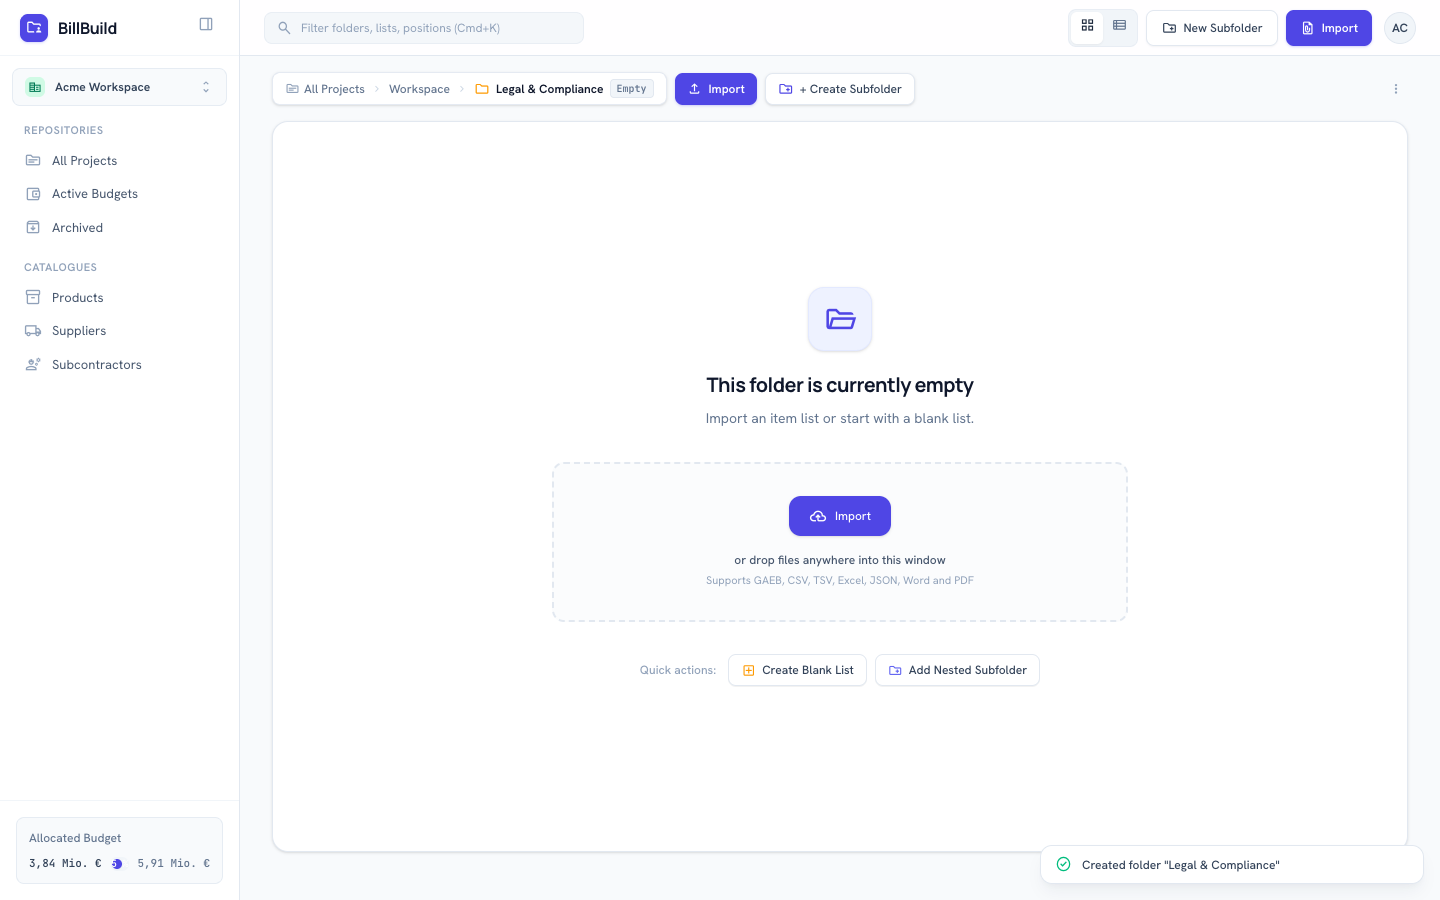 BillBuild
Filter folders, lists, positions (Cmd+K)
New Subfolder
Import
AC
Acme Workspace
REPOSITORIES
All Projects
Active Budgets
Archived
CATALOGUES
Products
Suppliers
Subcontractors
Allocated Budget
3,84 Mio. € 5,91 Mio. €
All Projects
Workspace
Legal & Compliance
Empty
Import
+ Create Subfolder
This folder is currently empty
Import an item list or start with a blank list.
Import
or drop files anywhere into this window
Supports GAEB, CSV, TSV, Excel, JSON, Word and PDF
Quick actions:
Create Blank List
Add Nested Subfolder
Created folder "Legal & Compliance"